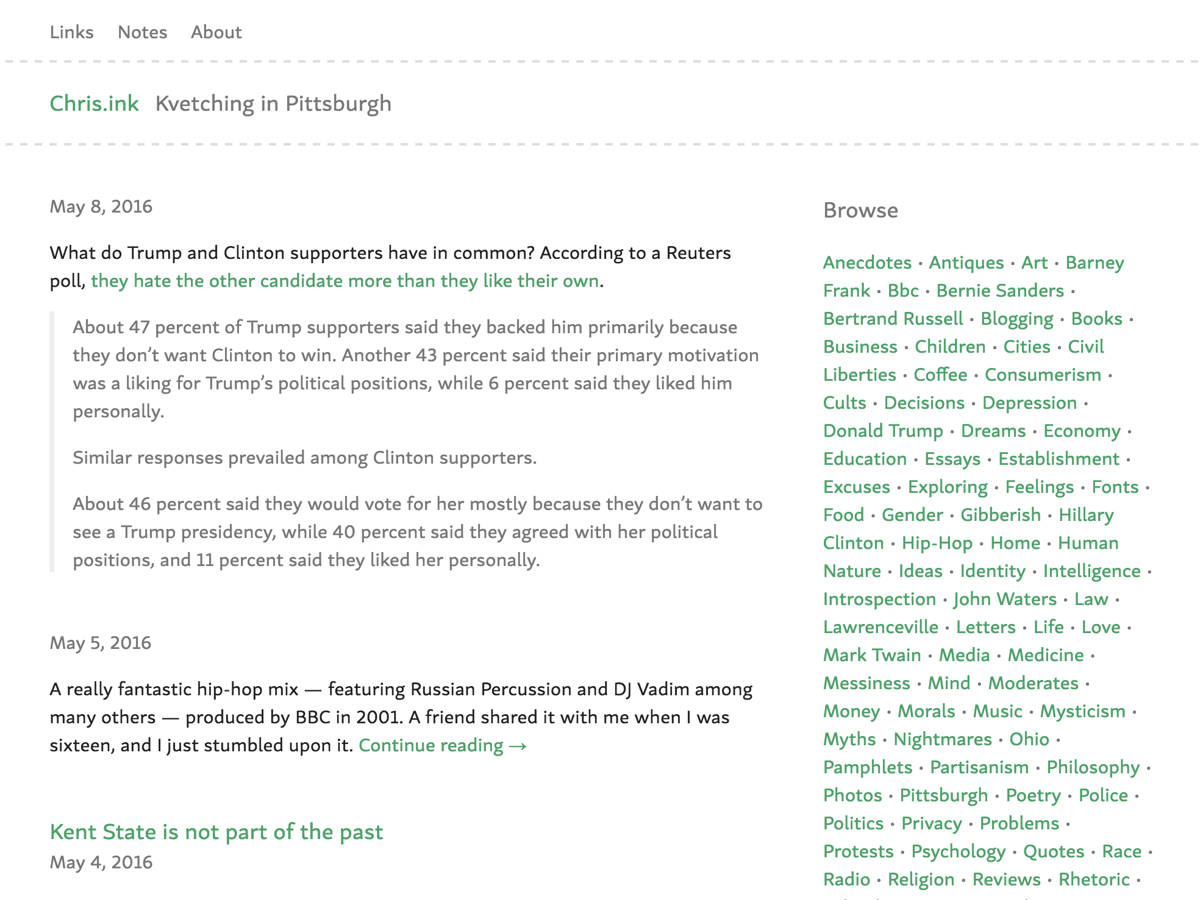 Links Notes About
Chris.ink Kvetching in Pittsburgh
May 8, 2016
What do Trump and Clinton supporters have in common? According to a Reuters
poll, they hate the other candidate more than they like their own.
About 47 percent of Trump supporters said they backed him primarily because
they don’t want Clinton to win. Another 43 percent said their primary motivation
was a liking for Trump’s political positions, while 6 percent said they liked him
personally.
Similar responses prevailed among Clinton supporters.
About 46 percent said they would vote for her mostly because they don’t want to
see a Trump presidency, while 40 percent said they agreed with her political
positions, and 11 percent said they liked her personally.
May 5, 2016
A really fantastic hip-hop mix — featuring Russian Percussion and DJ Vadim among
many others — produced by BBC in 2001. A friend shared it with me when I was
sixteen, and I just stumbled upon it. Continue reading →
Kent State is not part of the past
May 4, 2016
Browse
Anecdotes · Antiques · Art · Barney
Frank · Bbc · Bernie Sanders ·
Bertrand Russell · Blogging · Books ·
Business · Children · Cities · Civil
Liberties · Coffee · Consumerism ·
Cults · Decisions · Depression ·
Donald Trump · Dreams · Economy ·
Education · Essays · Establishment ·
Excuses · Exploring · Feelings · Fonts ·
Food · Gender · Gibberish · Hillary
Clinton · Hip-Hop · Home · Human
Nature · Ideas · Identity · Intelligence ·
Introspection · John Waters · Law ·
Lawrenceville · Letters · Life · Love ·
Mark Twain · Media · Medicine ·
Messiness · Mind · Moderates ·
Money · Morals · Music · Mysticism ·
Myths · Nightmares · Ohio ·
Pamphlets · Partisanism · Philosophy ·
Photos · Pittsburgh · Poetry · Police ·
Politics · Privacy · Problems ·
Protests · Psychology · Quotes · Race ·
Radio · Religion · Reviews · Rhetoric ·